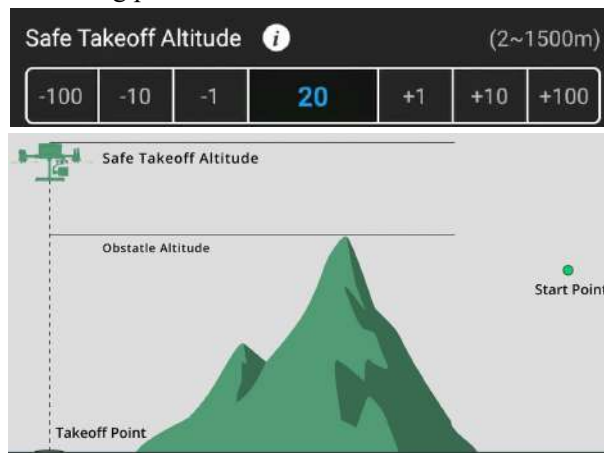 Safe Takeoff Altitude i (2~1500m)
-100 -10 -1 20 +1 +10 +100
Safe Takeoff Altitude
Obstatle Altitude
Start Point
Takeoff Point